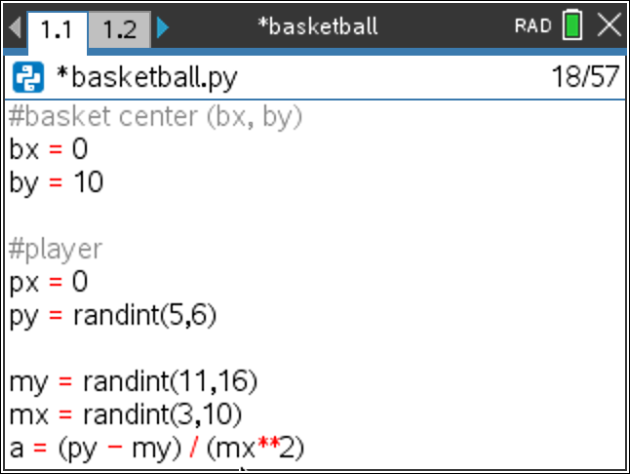 1.1 1.2 *basketball RAD
*basketball.py 18/57
#basket center (bx, by)
bx = 0
by = 10
#player
px = 0
py = randint(5,6)
my = randint(11,16)
mx = randint(3,10)
a = (py − my) / (mx**2)